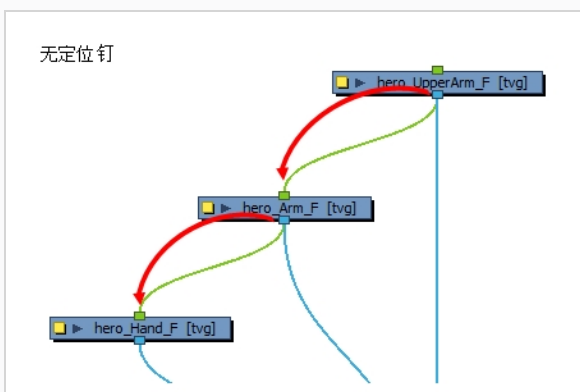 无定位钉
hero_UpperArm_F [tvg]
hero_Arm_F [tvg]
hero_Hand_F [tvg]